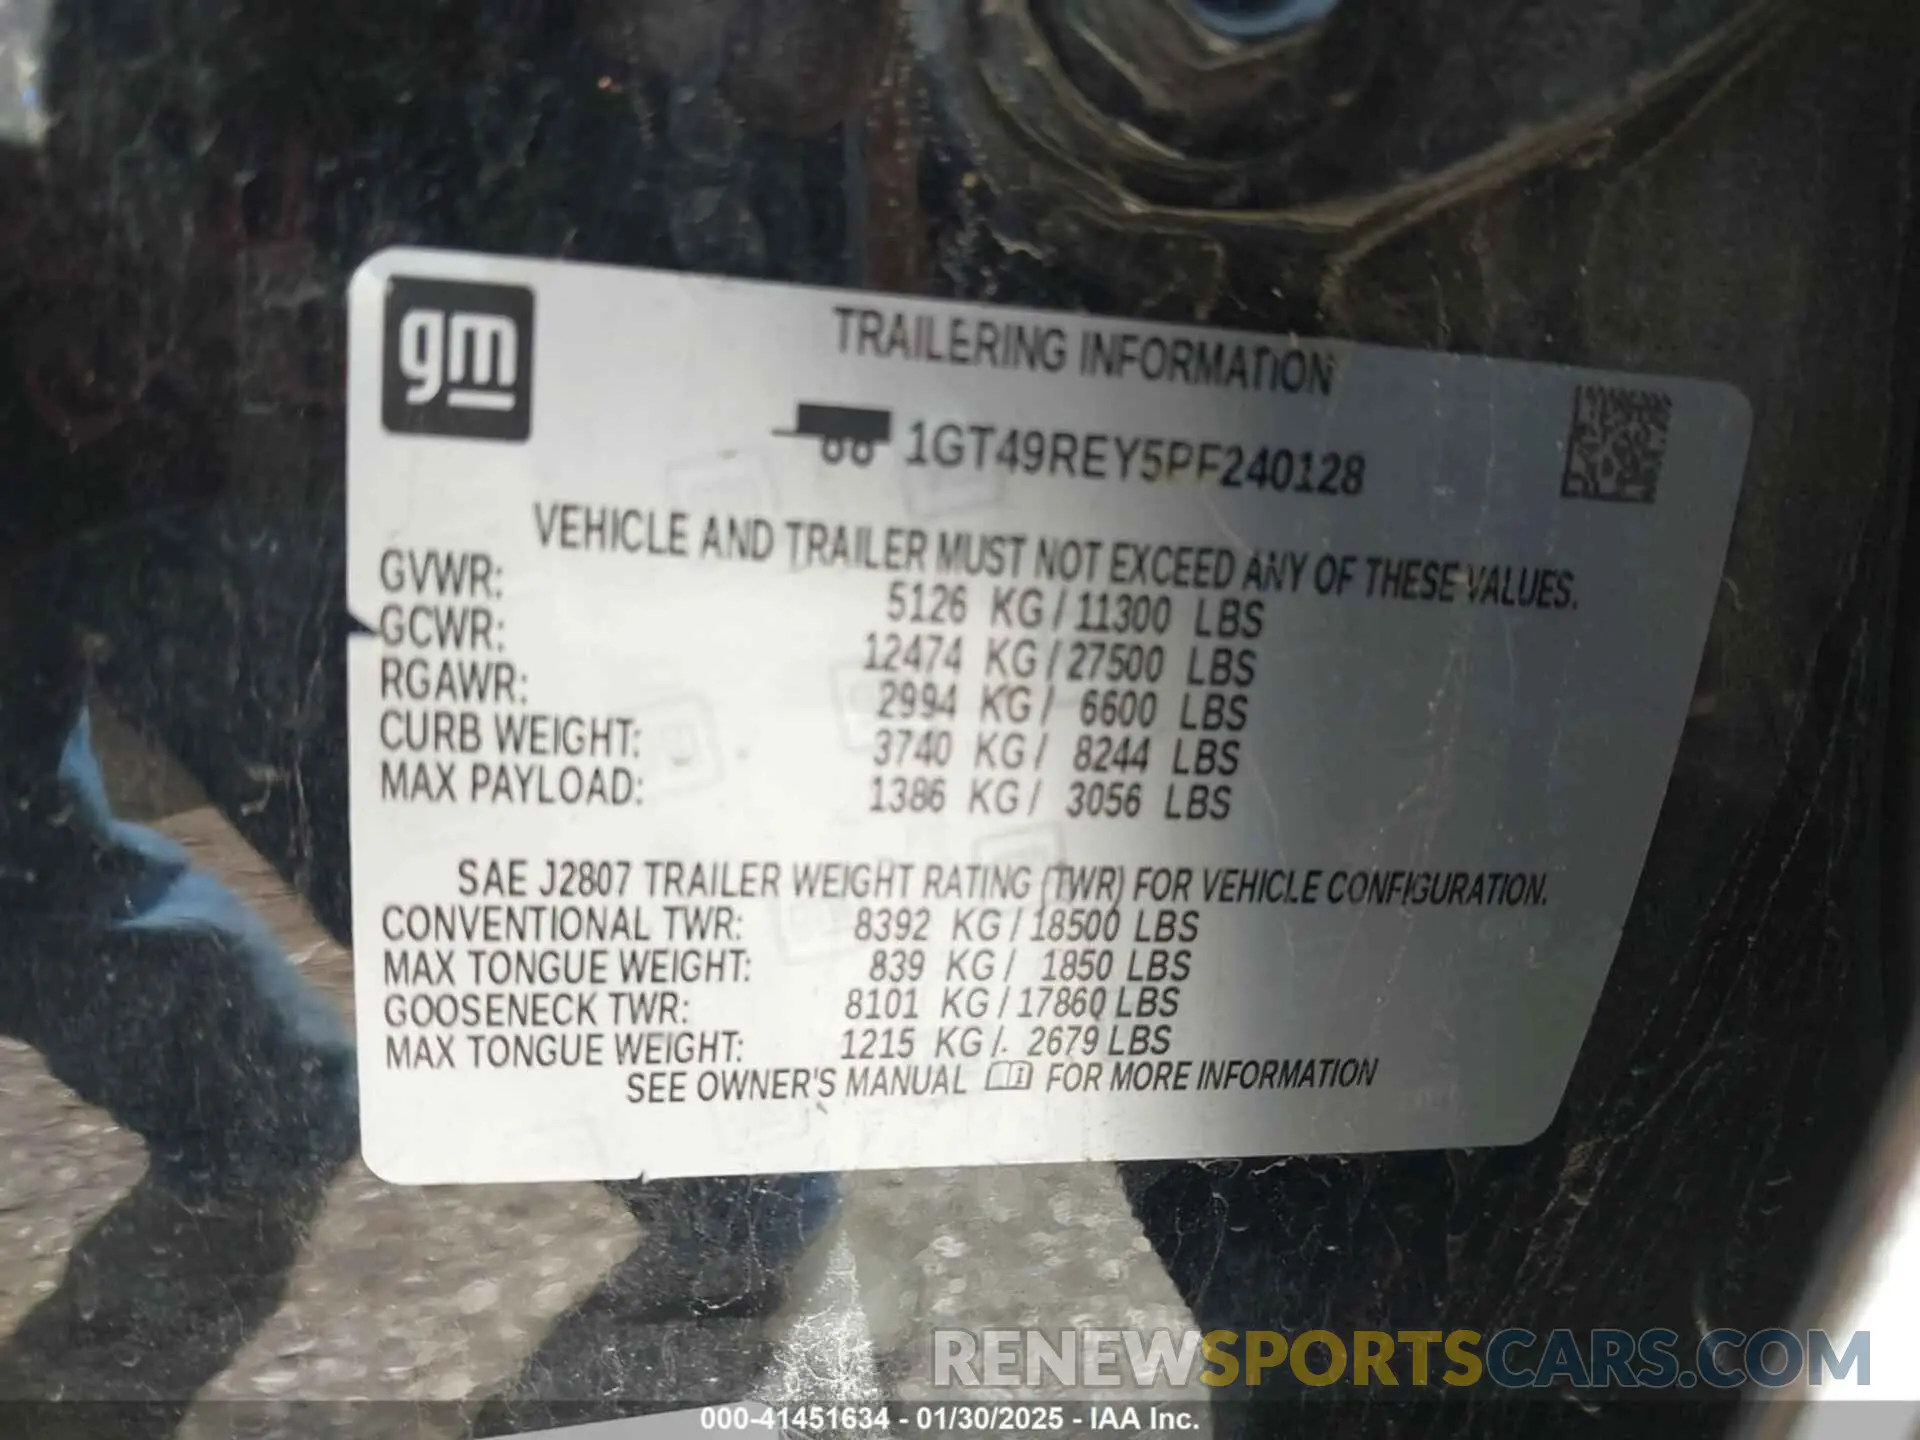 gm
TRAILERING INFORMATION
1GT49REY5PF240128
VEHICLE AND TRAILER MUST NOT EXCEED ANY OF THESE VALUES.
GVWR: 5126 KG / 11300 LBS
GCWR: 12474 KG / 27500 LBS
RGAWR: 2994 KG / 6600 LBS
CURB WEIGHT: 3740 KG / 8244 LBS
MAX PAYLOAD: 1386 KG / 3056 LBS
SAE J2807 TRAILER WEIGHT RATING (TWR) FOR VEHICLE CONFIGURATION.
CONVENTIONAL TWR: 8392 KG / 18500 LBS
MAX TONGUE WEIGHT: 839 KG / 1850 LBS
GOOSENECK TWR: 8101 KG / 17860 LBS
MAX TONGUE WEIGHT: 1215 KG / 2679 LBS
SEE OWNER'S MANUAL FOR MORE INFORMATION
RENEWSPORTSCARS.COM
000-41451634 - 01/30/2025 - IAA Inc.